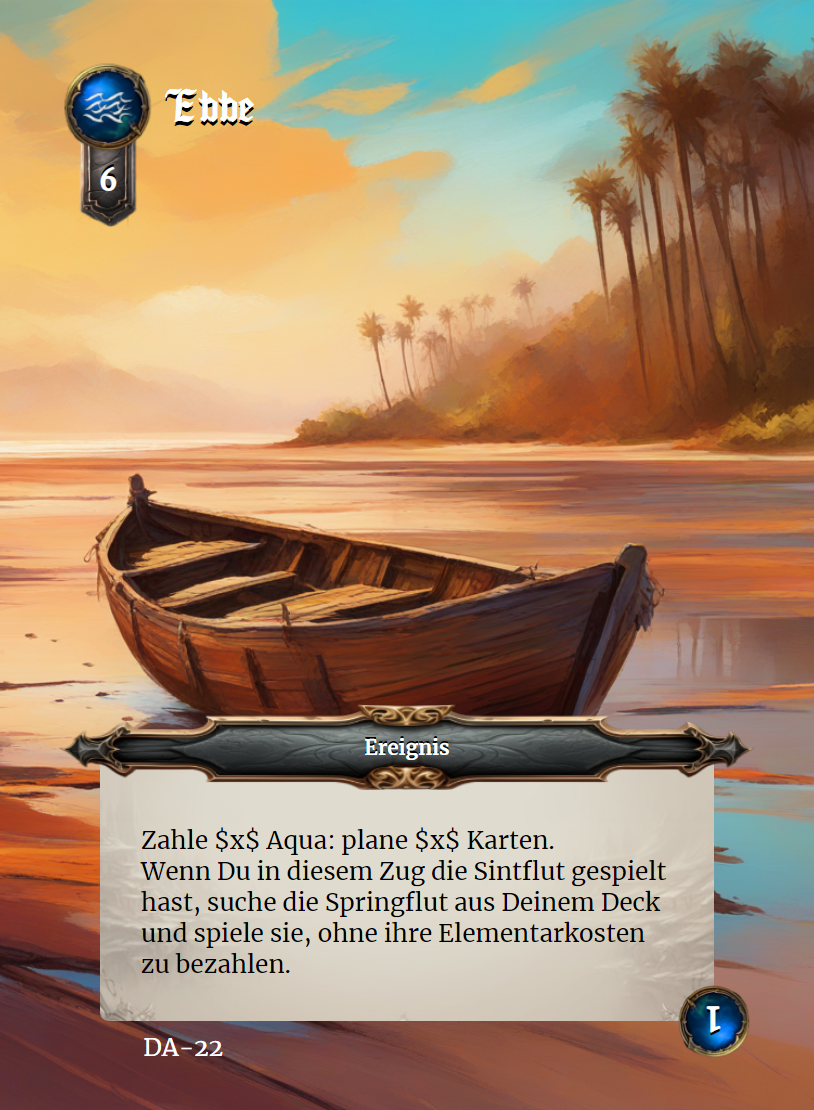 Ebbe
6
Ereignis
Zahle $x$ Aqua: plane $x$ Karten.
Wenn Du in diesem Zug die Sintflut gespielt
hast, suche die Springflut aus Deinem Deck
und spiele sie, ohne ihre Elementarkosten
zu bezahlen.
1
DA-22